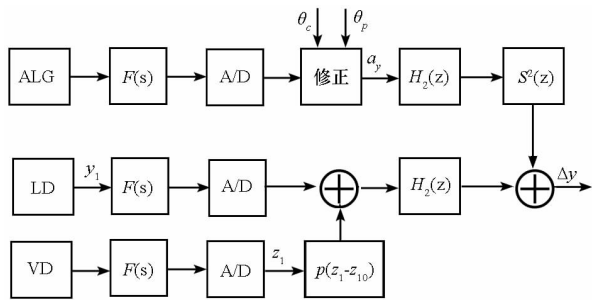 θc θp
ALG F(s) A/D 修正 ay H2(z) S²(z)
LD y1 F(s) A/D H2(z) Δy
VD F(s) A/D z1 p(z1-z10)